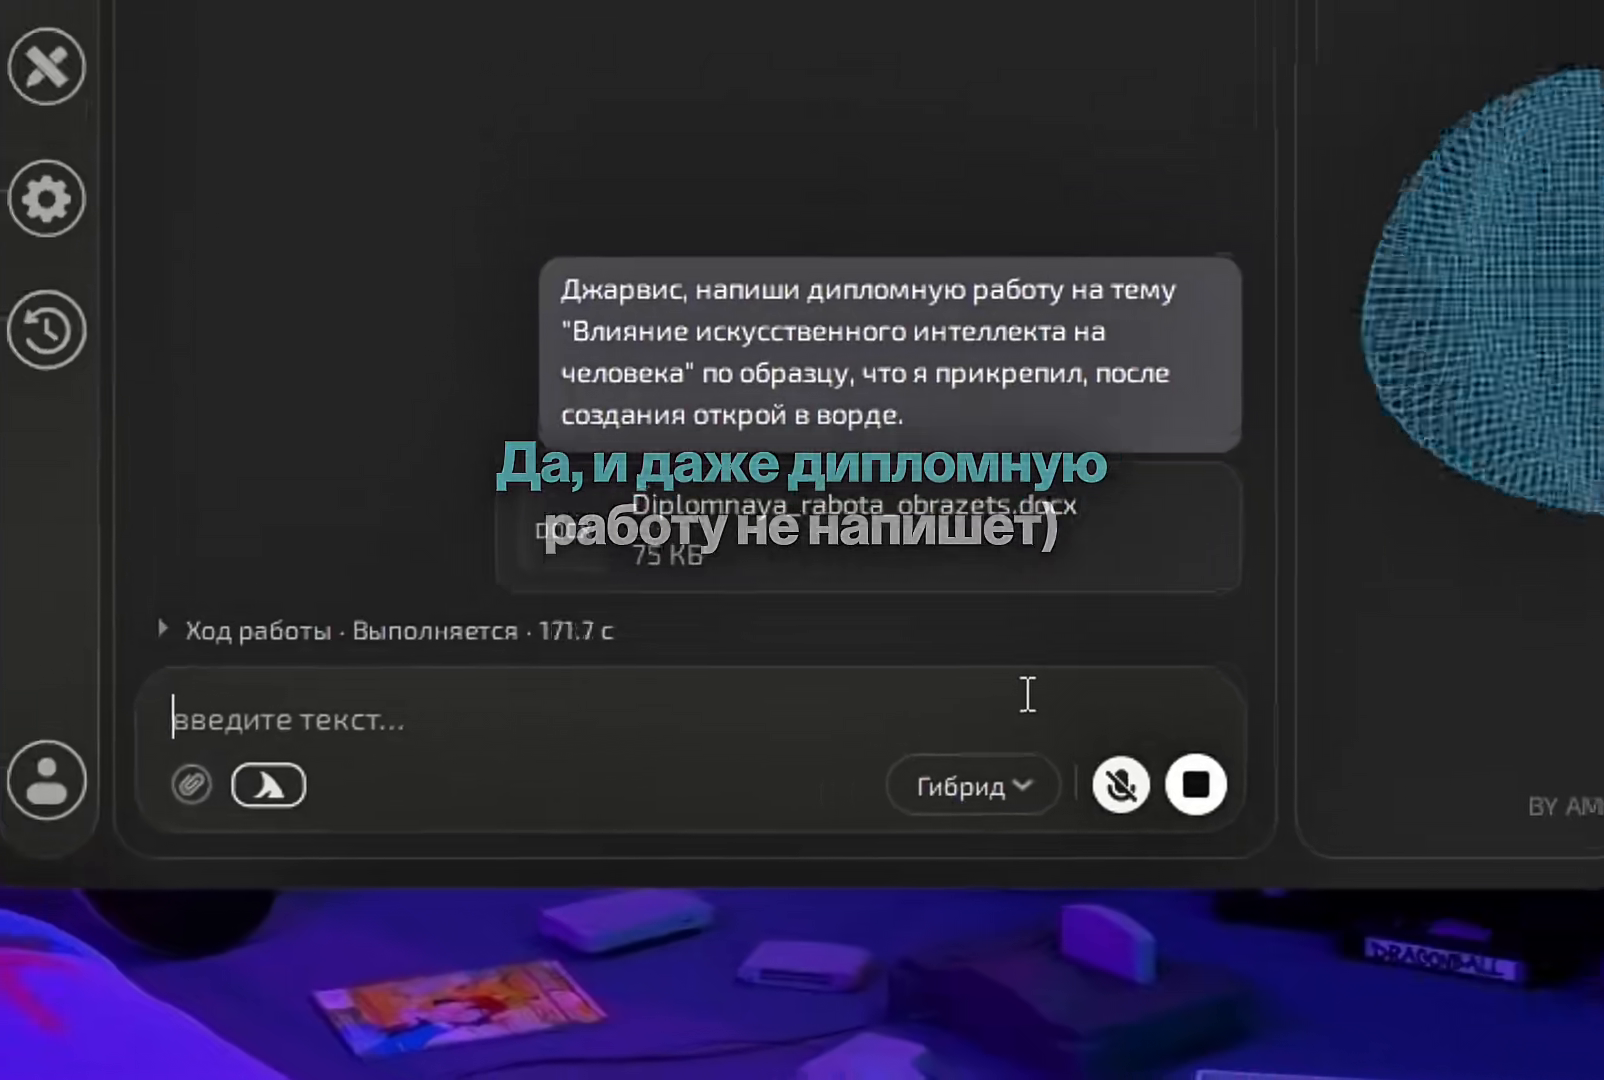 Джарвис, напиши дипломную работу на тему
"Влияние искусственного интеллекта на
человека" по образцу, что я прикрепил, после
создания открой в ворде.
Да, и даже дипломную
работу не напишет)
Diplomnaya_rabota_obrazets.docx
docx
75 КБ
Ход работы · Выполняется · 171.7 с
введите текст...
Гибрид
BY AM
DRAGONBALL